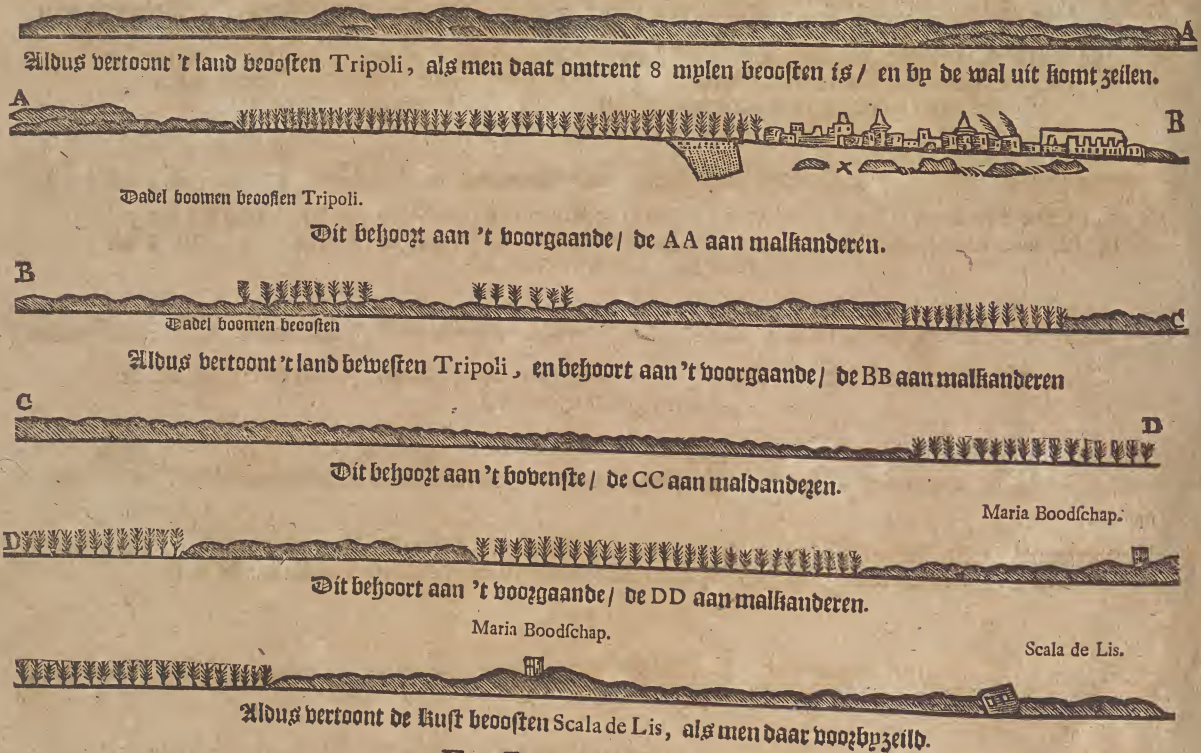 A
Aldus vertoont 't land beooſten Tripoli, als men daat omtrent 8 mylen beooſten is / en by de wal uit komt zeilen.
A B
Dadel boomen beooſten Tripoli.
Dit behoort aan 't voorgaande / de AA aan malkanderen.
B C
Dadel boomen beooſten
Aldus vertoont 't land beweſten Tripoli, en behoort aan 't voorgaande / de BB aan malkanderen
C D
Dit behoort aan 't bovenſte / de CC aan maldanderen.
Maria Boodſchap.
D
Dit behoort aan 't voorgaande / de DD aan malkanderen.
Maria Boodſchap.
Scala de Lis.
Aldus vertoont de kuſt beooſten Scala de Lis, als men daar voorbyzeild.